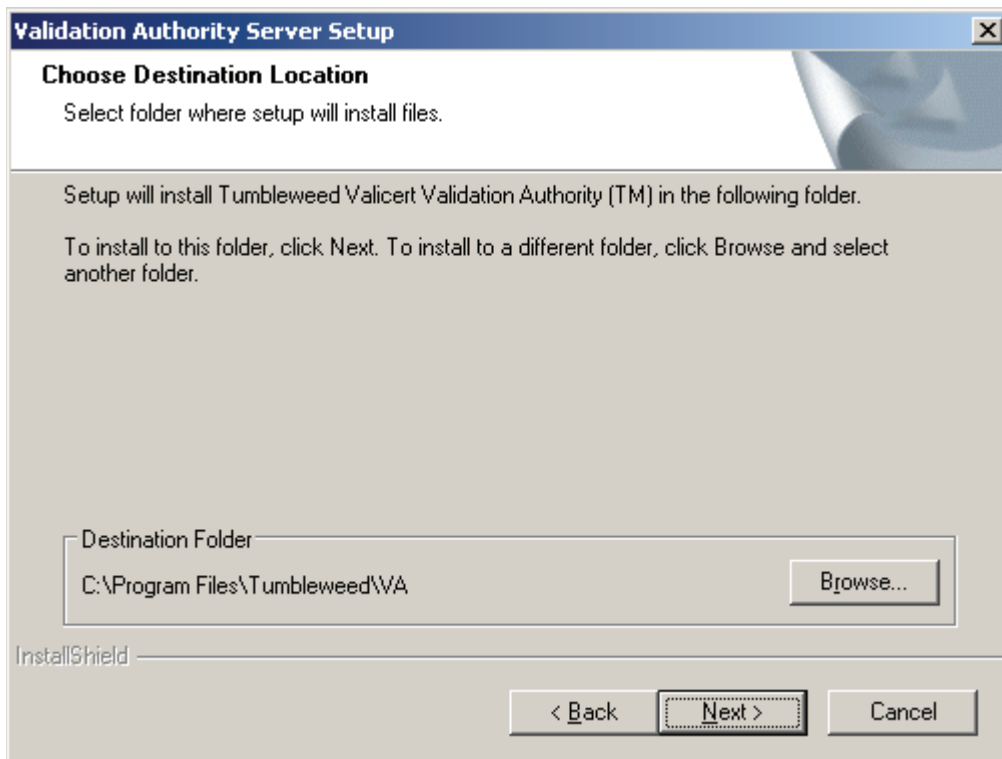 Validation Authority Server Setup
Choose Destination Location
Select folder where setup will install files.
Setup will install Tumbleweed Valicert Validation Authority (TM) in the following folder.
To install to this folder, click Next. To install to a different folder, click Browse and select
another folder.
Destination Folder
C:\Program Files\Tumbleweed\VA
Browse...
InstallShield
< Back
Next >
Cancel